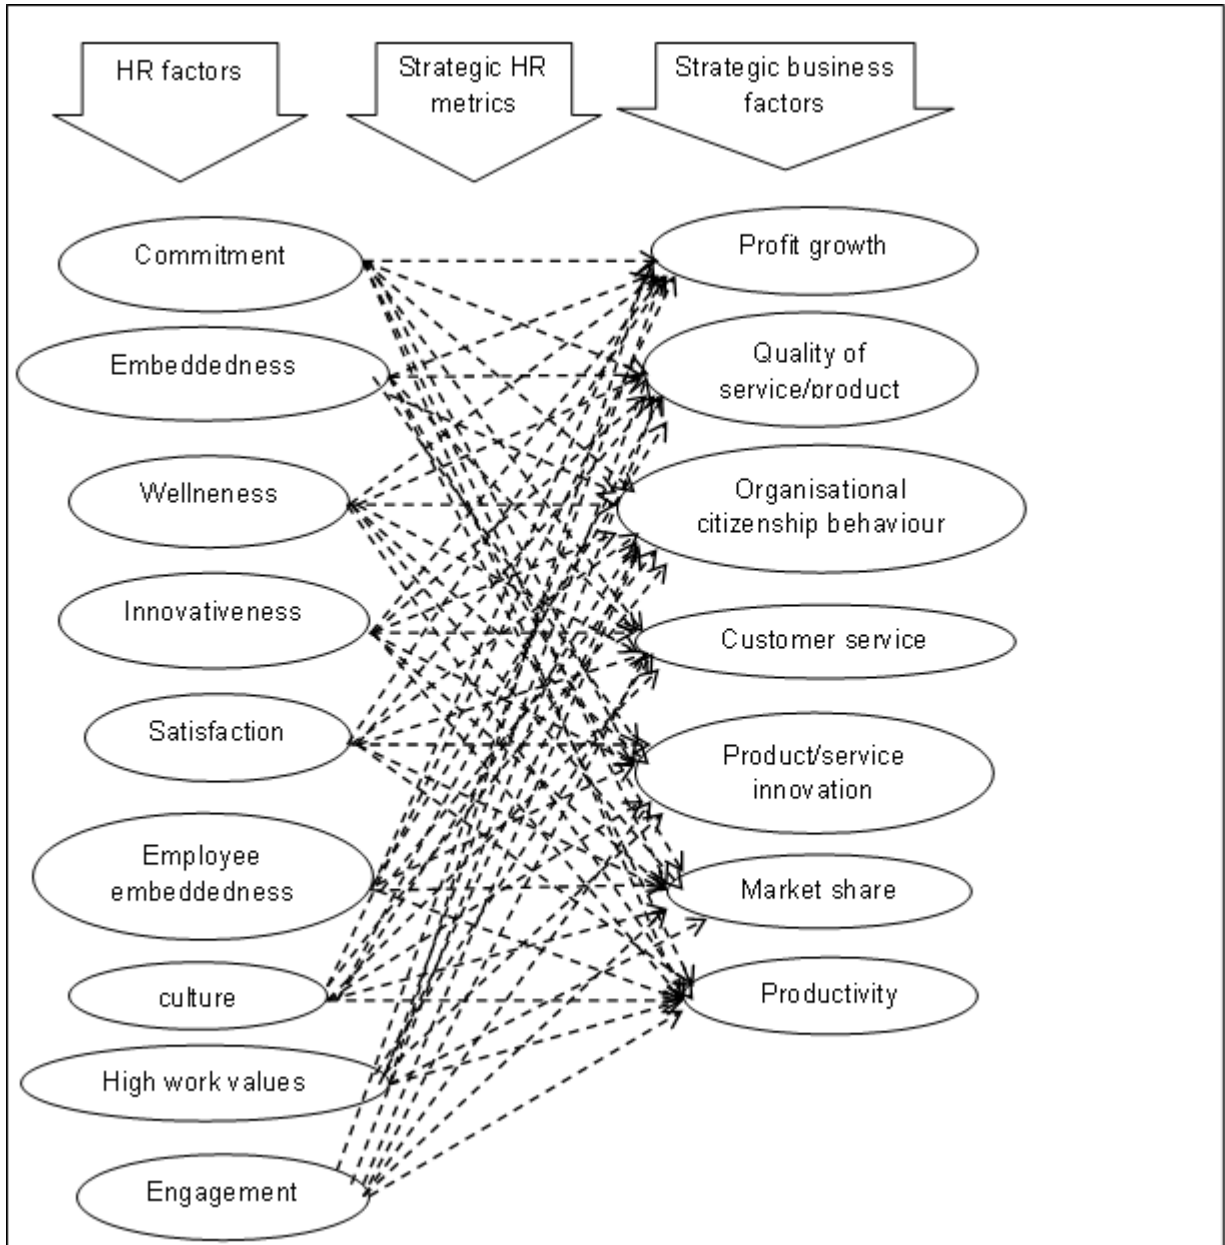 HR factors
Strategic HR
metrics
Strategic business
factors
Commitment
Profit growth
Embeddedness
Quality of
service/product
Wellneness
Organisational
citizenship behaviour
Innovativeness
Customer service
Satisfaction
Product/service
innovation
Employee
embeddedness
Market share
culture
Productivity
High work values
Engagement